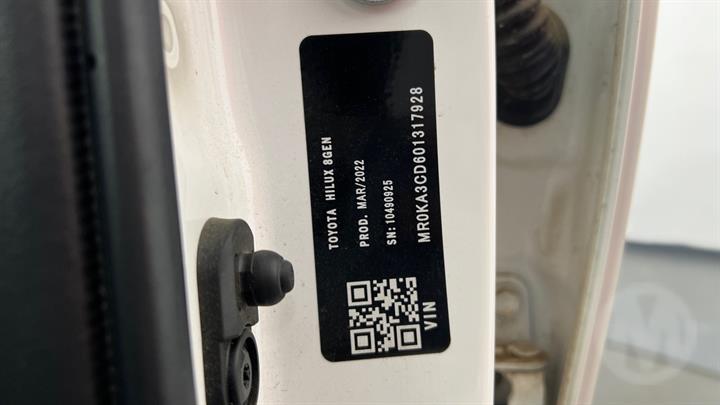 TOYOTA HILUX 8GEN
PROD. MAR/2022
SN:10490925
MR0KA3CD601317928
VIN
M